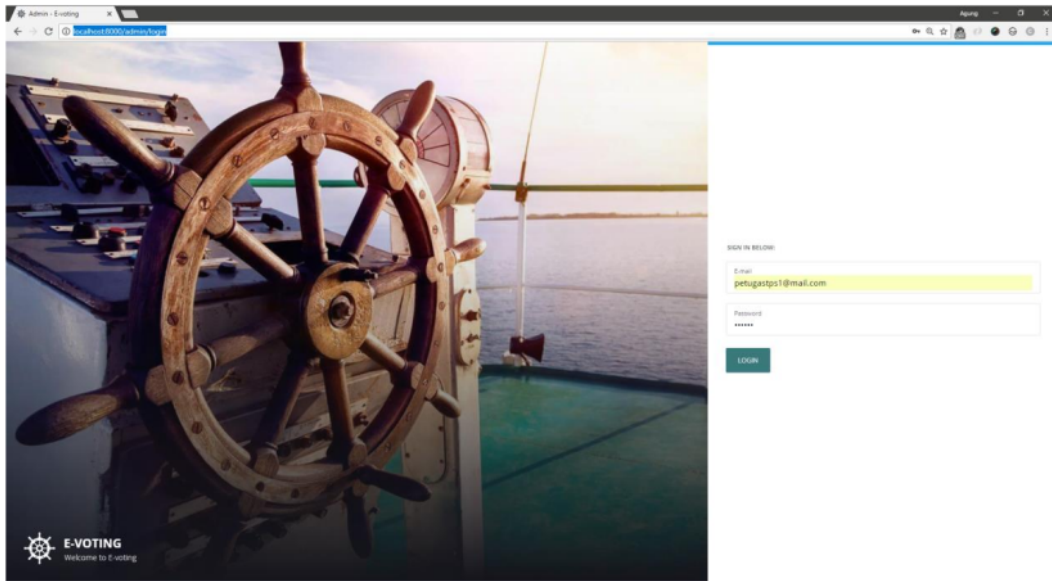 Admin - E-voting
Agung
localhost:8000/admin/login
SIGN IN BELOW:
E-mail
petugastps1@mail.com
Password
••••••
LOGIN
E-VOTING
Welcome to E-voting